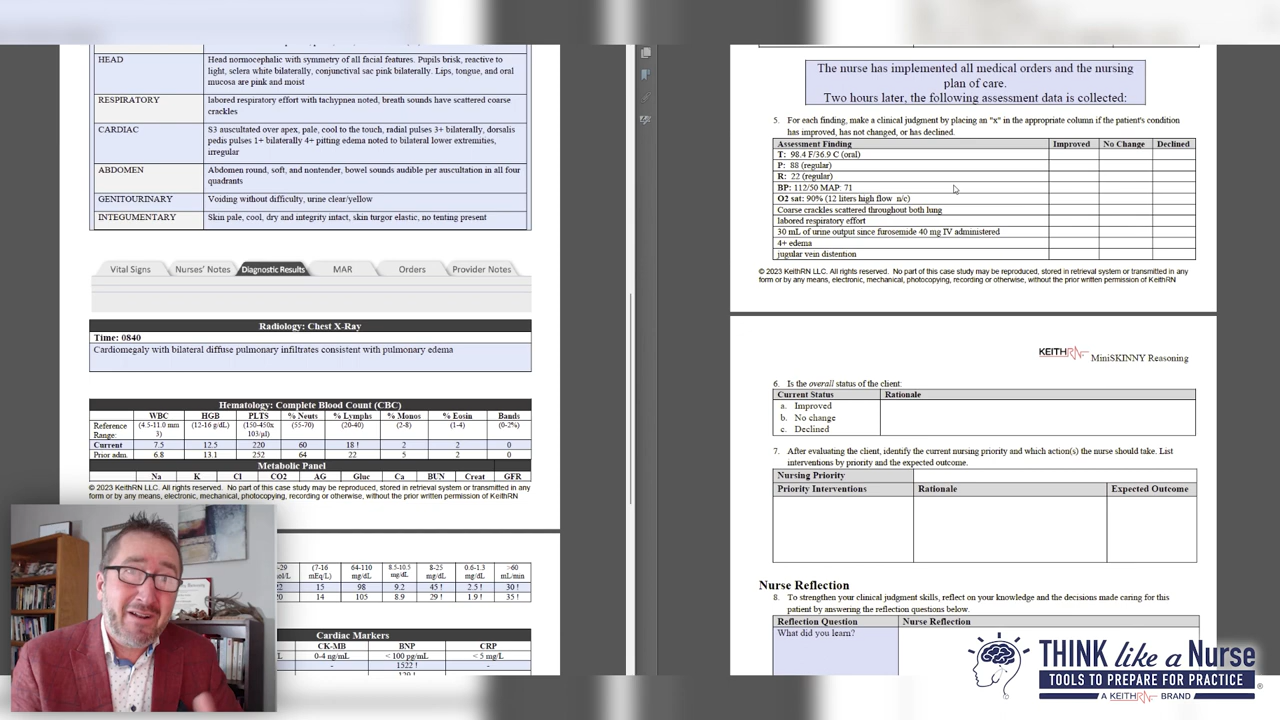 HEAD
Head normocephalic with symmetry of all facial features. Pupils brisk, reactive to
light, sclera white bilaterally, conjunctival sac pink bilaterally. Lips, tongue, and oral
mucosa are pink and moist
RESPIRATORY
labored respiratory effort with tachypnea noted, breath sounds have scattered coarse
crackles
CARDIAC
S3 auscultated over apex, pale, cool to the touch, radial pulses 3+ bilaterally, dorsalis
pedis pulses 1+ bilaterally 4+ pitting edema noted to bilateral lower extremities,
irregular
ABDOMEN
Abdomen round, soft, and nontender, bowel sounds audible per auscultation in all four
quadrants
GENITOURINARY
Voiding without difficulty, urine clear/yellow
INTEGUMENTARY
Skin pale, cool, dry and integrity intact, skin turgor elastic, no tenting present
Vital Signs Nurses' Notes Diagnostic Results MAR Orders Provider Notes
Radiology: Chest X-Ray
Time: 0840
Cardiomegaly with bilateral diffuse pulmonary infiltrates consistent with pulmonary edema
Hematology: Complete Blood Count (CBC)
WBC HGB PLTS % Neuts % Lymphs % Monos % Eosin Bands
Reference (4.5-11.0 mm (12-16 g/dL) (150-450x (55-70) (20-40) (2-8) (1-4) (0-2%)
Range: 3) 103/µl)
Current 7.5 12.5 220 60 18 ! 2 2 0
Prior adm. 6.8 13.1 252 64 22 5 2 0
Metabolic Panel
Na K Cl CO2 AG Gluc Ca BUN Creat GFR
© 2023 KeithRN LLC. All rights reserved. No part of this case study may be reproduced, stored in retrieval system or transmitted in any
form or by any means, electronic, mechanical, photocopying, recording or otherwise, without the prior written permission of KeithRN
-29 (7-16 64-110 8.5-10.5 8-25 0.6-1.3 >60
mol/L mEq/L) mg/dL mg/dL mg/dL mg/dL mL/min
15 98 9.2 45 ! 2.5 ! 30 !
14 105 8.9 29 ! 1.9 ! 35 !
Cardiac Markers
CK-MB BNP CRP
0-4 ng/mL < 100 pg/mL < 5 mg/L
- 1522 ! -
The nurse has implemented all medical orders and the nursing
plan of care.
Two hours later, the following assessment data is collected:
5. For each finding, make a clinical judgment by placing an "x" in the appropriate column if the patient's condition
has improved, has not changed, or has declined.
Assessment Finding Improved No Change Declined
T: 98.4 F/36.9 C (oral)
P: 88 (regular)
R: 22 (regular)
BP: 112/50 MAP: 71
O2 sat: 90% (12 liters high flow n/c)
Coarse crackles scattered throughout both lung
labored respiratory effort
30 mL of urine output since furosemide 40 mg IV administered
4+ edema
jugular vein distention
© 2023 KeithRN LLC. All rights reserved. No part of this case study may be reproduced, stored in retrieval system or transmitted in any
form or by any means, electronic, mechanical, photocopying, recording or otherwise, without the prior written permission of KeithRN
KEITHRN MiniSKINNY Reasoning
6. Is the overall status of the client:
Current Status Rationale
a. Improved
b. No change
c. Declined
7. After evaluating the client, identify the current nursing priority and which action(s) the nurse should take. List
interventions by priority and the expected outcome.
Nursing Priority
Priority Interventions Rationale Expected Outcome
Nurse Reflection
8. To strengthen your clinical judgment skills, reflect on your knowledge and the decisions made caring for this
patient by answering the reflection questions below.
Reflection Question Nurse Reflection
What did you learn?
THINK like a Nurse
TOOLS TO PREPARE FOR PRACTICE
A KEITHRN BRAND